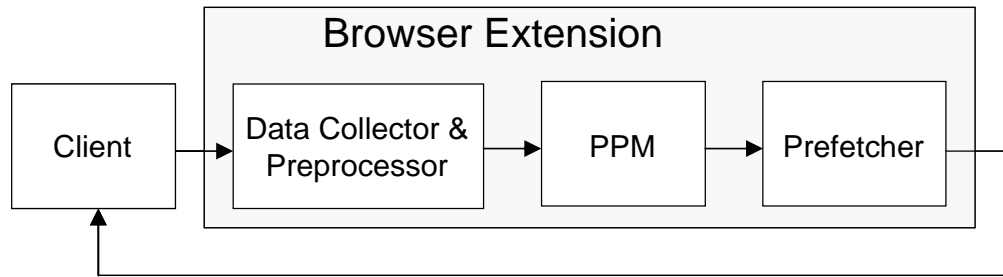 Browser Extension
Client
Data Collector &
Preprocessor
PPM
Prefetcher